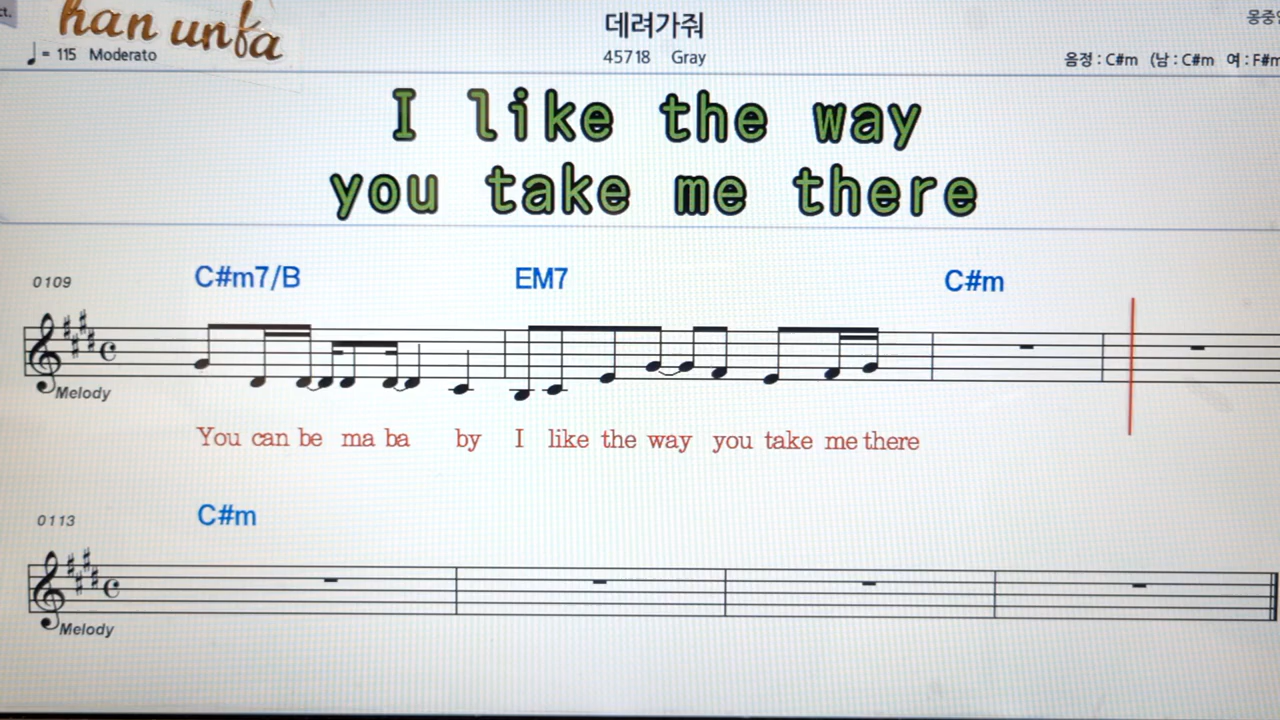 ct.
han unfa
♩= 115 Moderato
데려가줘
45718 Gray
음정 : C#m (남 : C#m 여 : F#m
I like the way
you take me there
0109
C#m7/B EM7 C#m
Melody
You can be ma ba by I like the way you take me there
0113
C#m
Melody